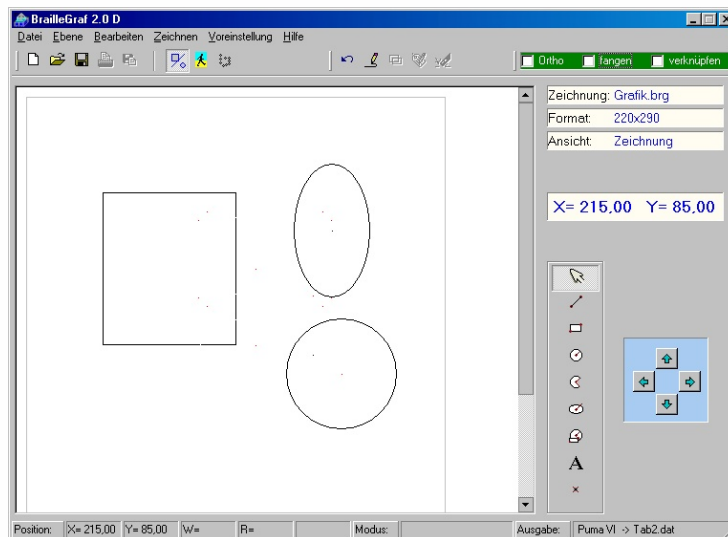 BrailleGraf 2.0 D
Datei Ebene Bearbeiten Zeichnen Voreinstellung Hilfe
Ortho fangen verknüpfen
Zeichnung: Grafik.brg
Format: 220x290
Ansicht: Zeichnung
X= 215,00 Y= 85,00
A
Position: X= 215,00 Y= 85,00 W= R= Modus: Ausgabe: Puma VI -> Tab2.dat